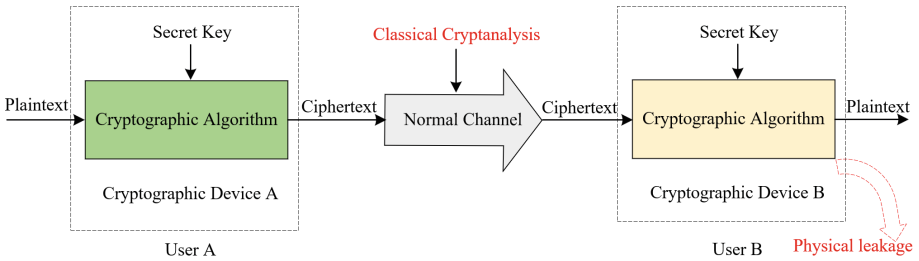 Secret Key
Classical Cryptanalysis
Secret Key
Plaintext
Cryptographic Algorithm
Ciphertext
Normal Channel
Ciphertext
Cryptographic Algorithm
Plaintext
Cryptographic Device A
Cryptographic Device B
User A
User B
Physical leakage